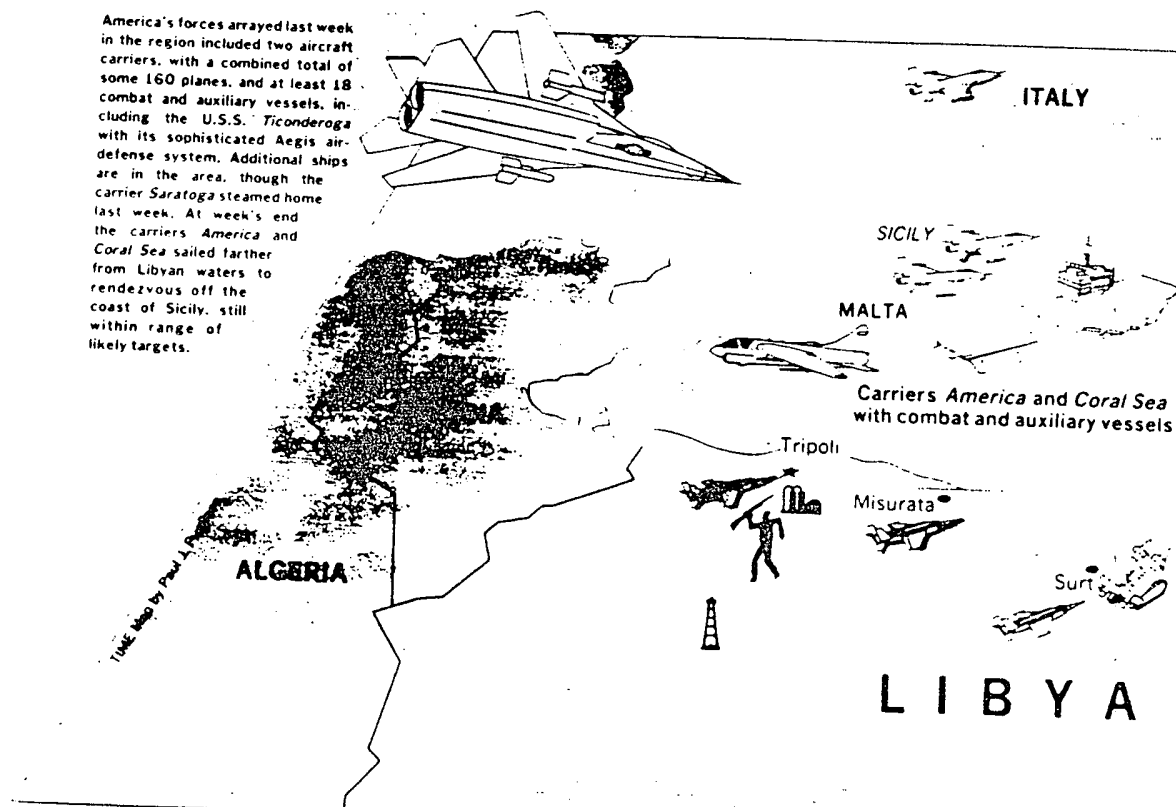 America's forces arrayed last week
in the region included two aircraft
carriers, with a combined total of
some 160 planes, and at least 18
combat and auxiliary vessels, in-
cluding the U.S.S. Ticonderoga
with its sophisticated Aegis air-
defense system. Additional ships
are in the area, though the
carrier Saratoga steamed home
last week. At week's end
the carriers America and
Coral Sea sailed farther
from Libyan waters to
rendezvous off the
coast of Sicily, still
within range of
likely targets.
ITALY
SICILY
MALTA
Carriers America and Coral Sea
with combat and auxiliary vessels
Tripoli
Misurata
Surt
ALGERIA
TIME Map by Paul J.
LIBYA